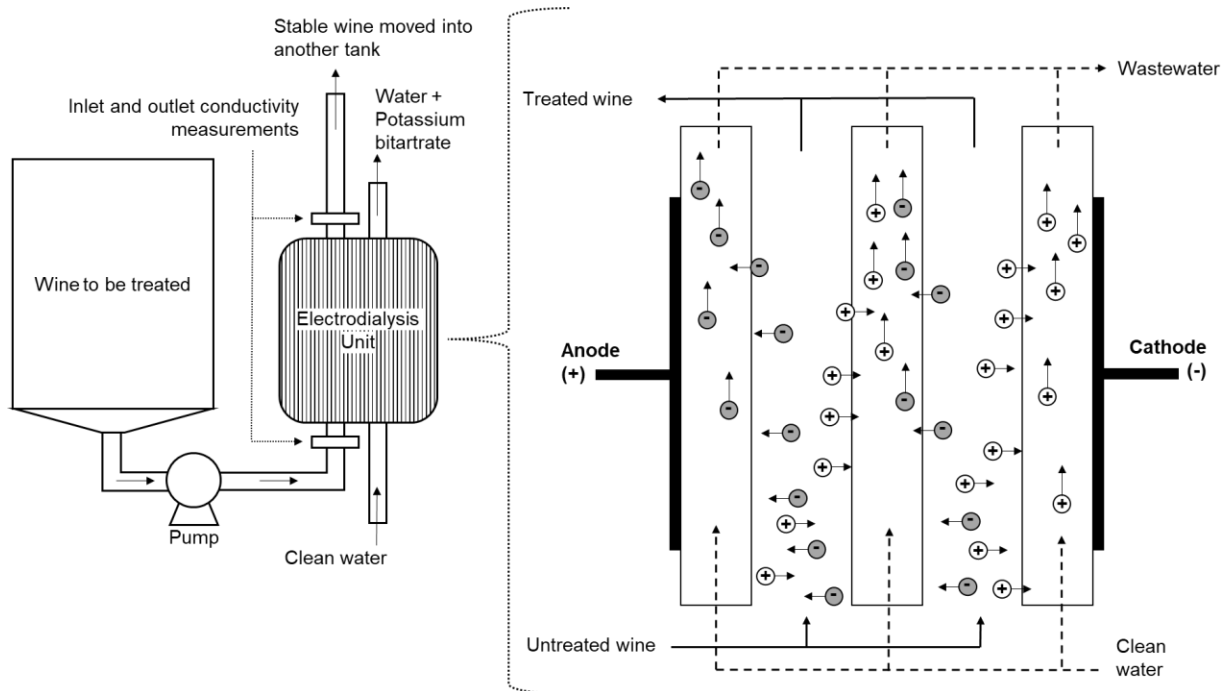 Stable wine moved into
another tank
Inlet and outlet conductivity
measurements
Water +
Potassium
bitartrate
Wine to be treated
Electrodialysis
Unit
Pump
Clean water
Wastewater
Treated wine
Anode
(+)
Cathode
(-)
Untreated wine
Clean
water